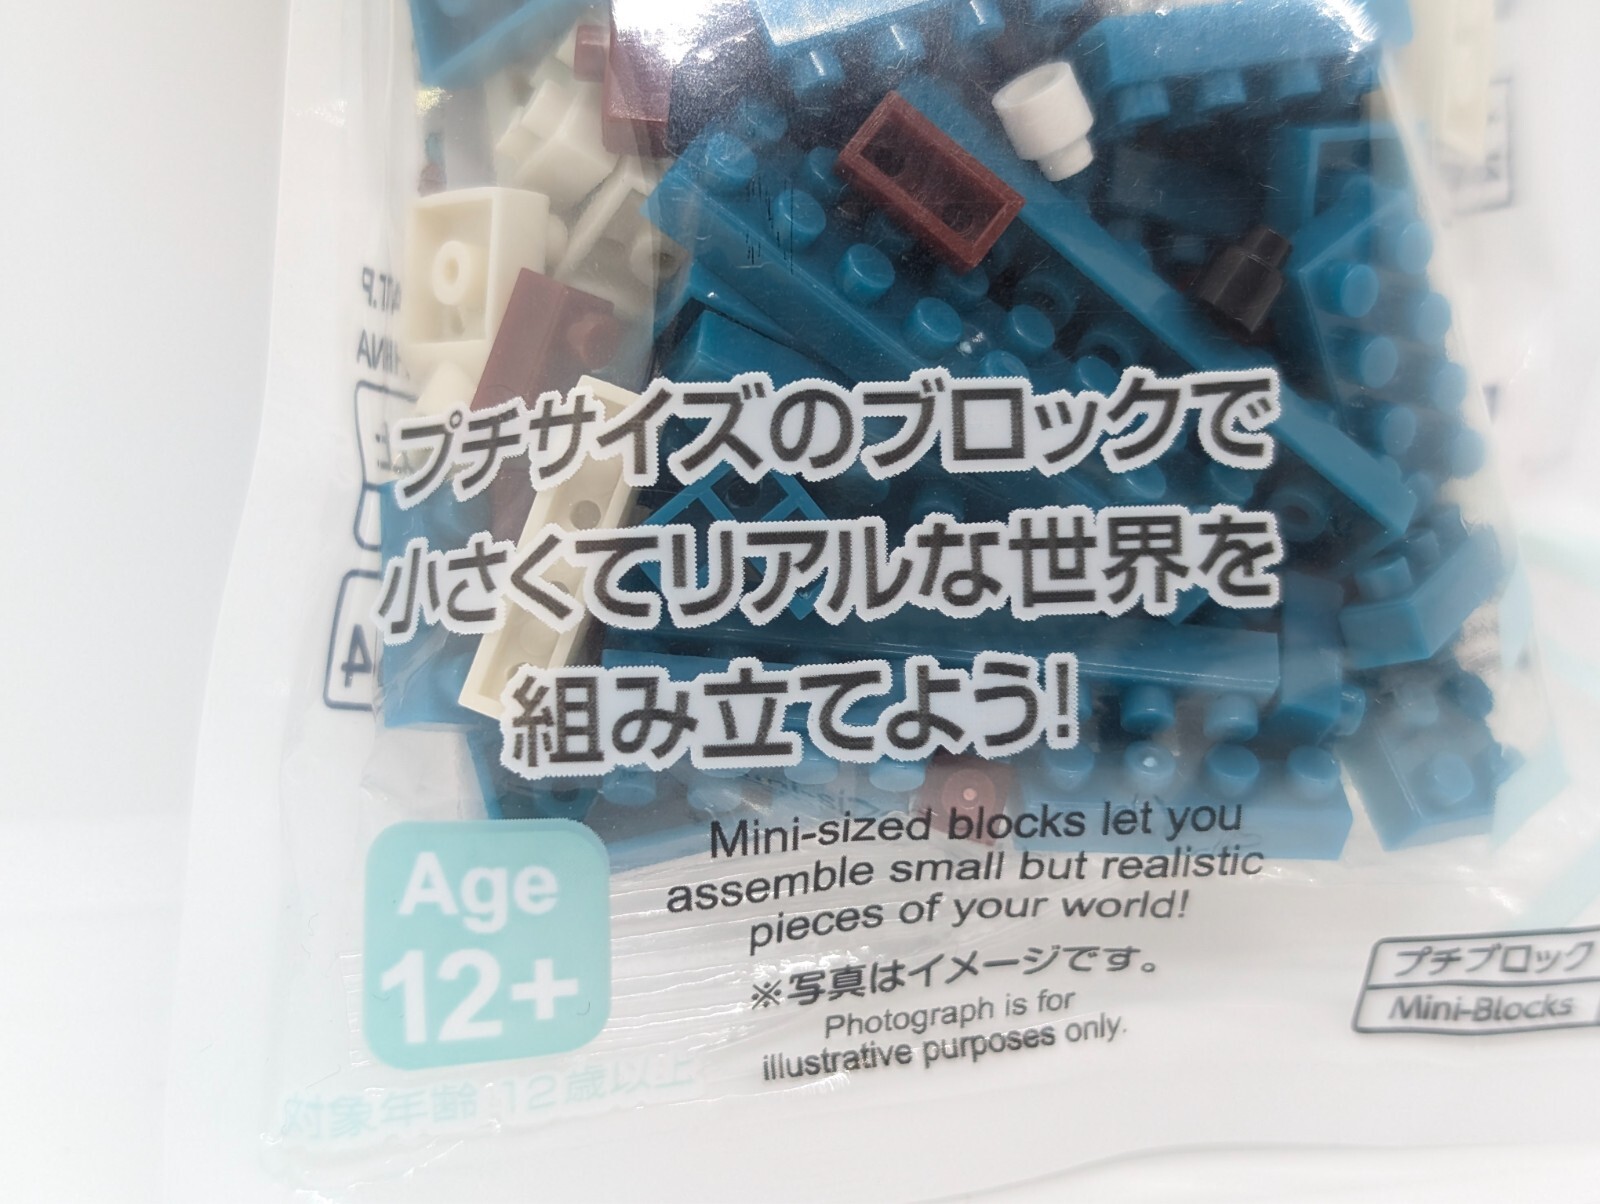 プチサイズのブロックで
小さくてリアルな世界を
組み立てよう!
Mini-sized blocks let you
assemble small but realistic
pieces of your world!
※写真はイメージです。
Photograph is for
illustrative purposes only.
Age
12+
対象年齢 12歳以上
プチブロック
Mini-Blocks